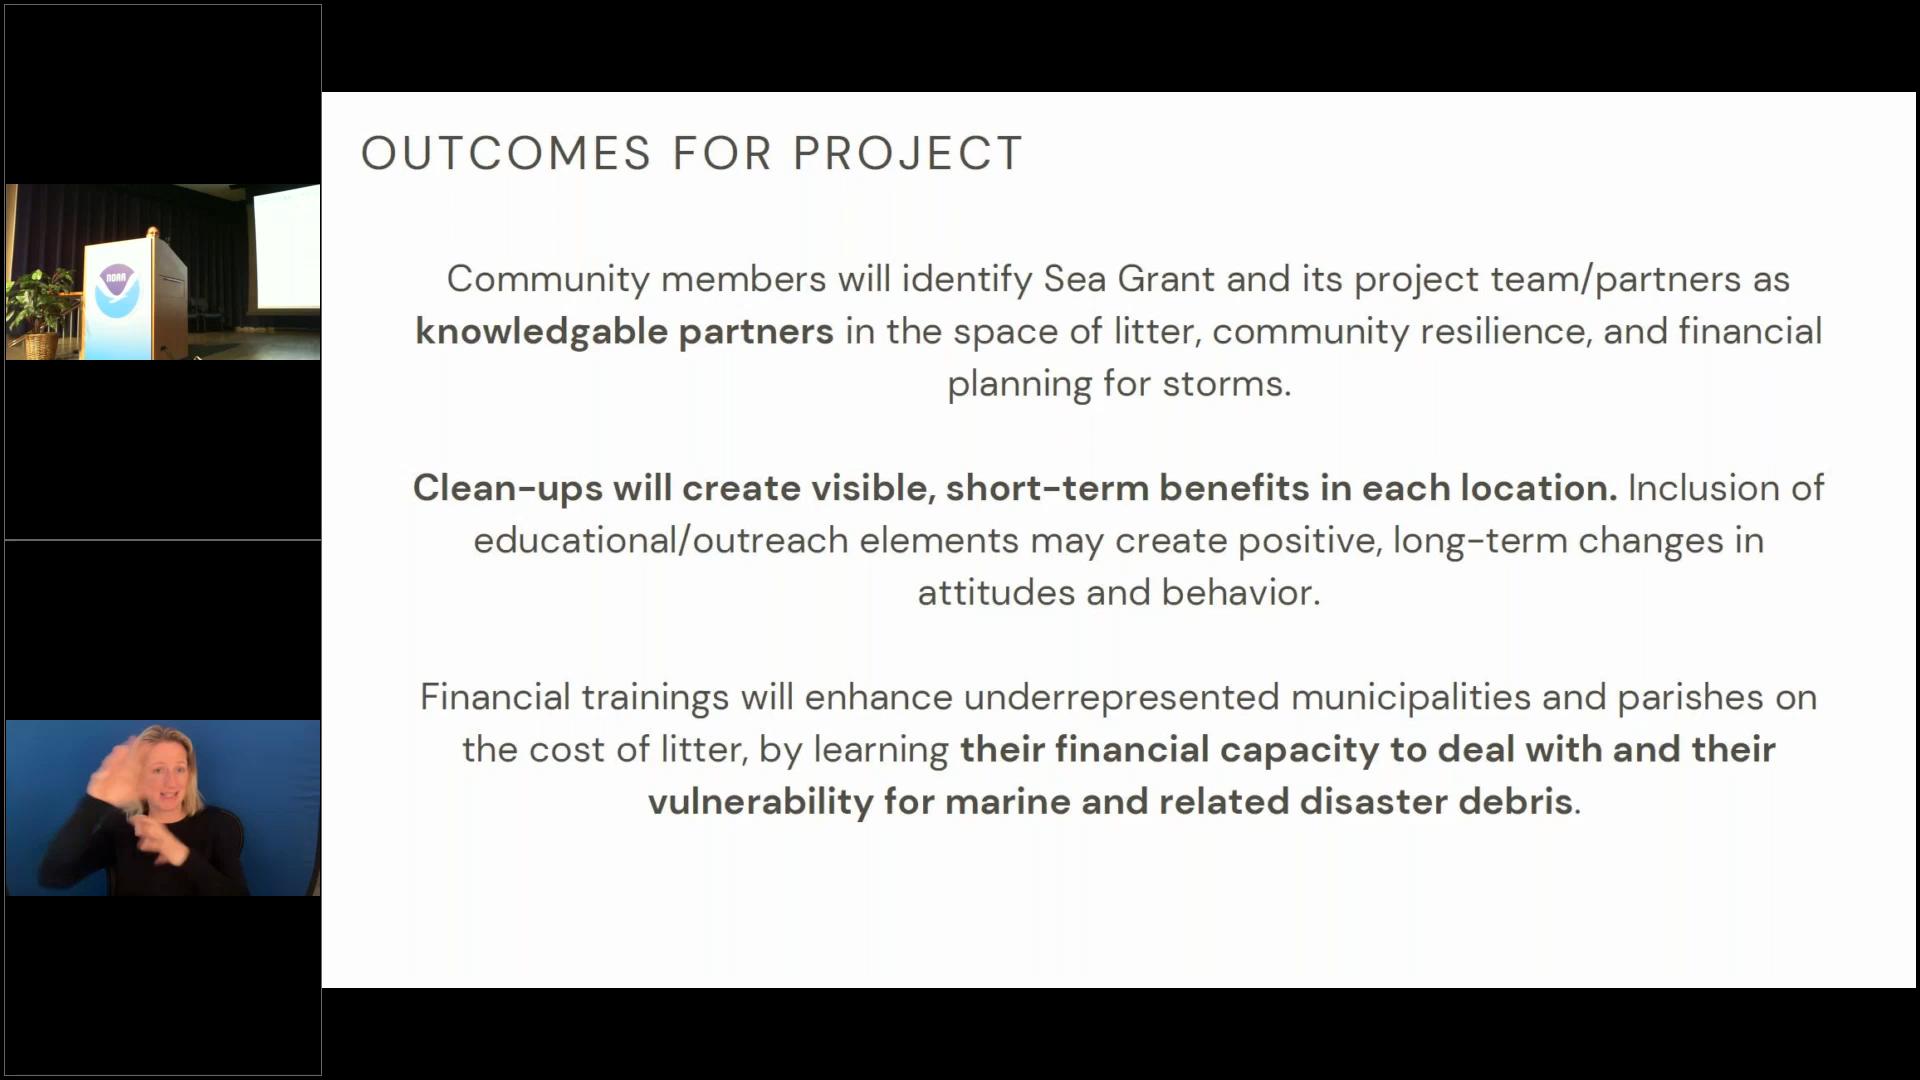 OUTCOMES FOR PROJECT
Community members will identify Sea Grant and its project team/partners as
knowledgable partners in the space of litter, community resilience, and financial
planning for storms.
Clean-ups will create visible, short-term benefits in each location. Inclusion of
educational/outreach elements may create positive, long-term changes in
attitudes and behavior.
Financial trainings will enhance underrepresented municipalities and parishes on
the cost of litter, by learning their financial capacity to deal with and their
vulnerability for marine and related disaster debris.
NOAA